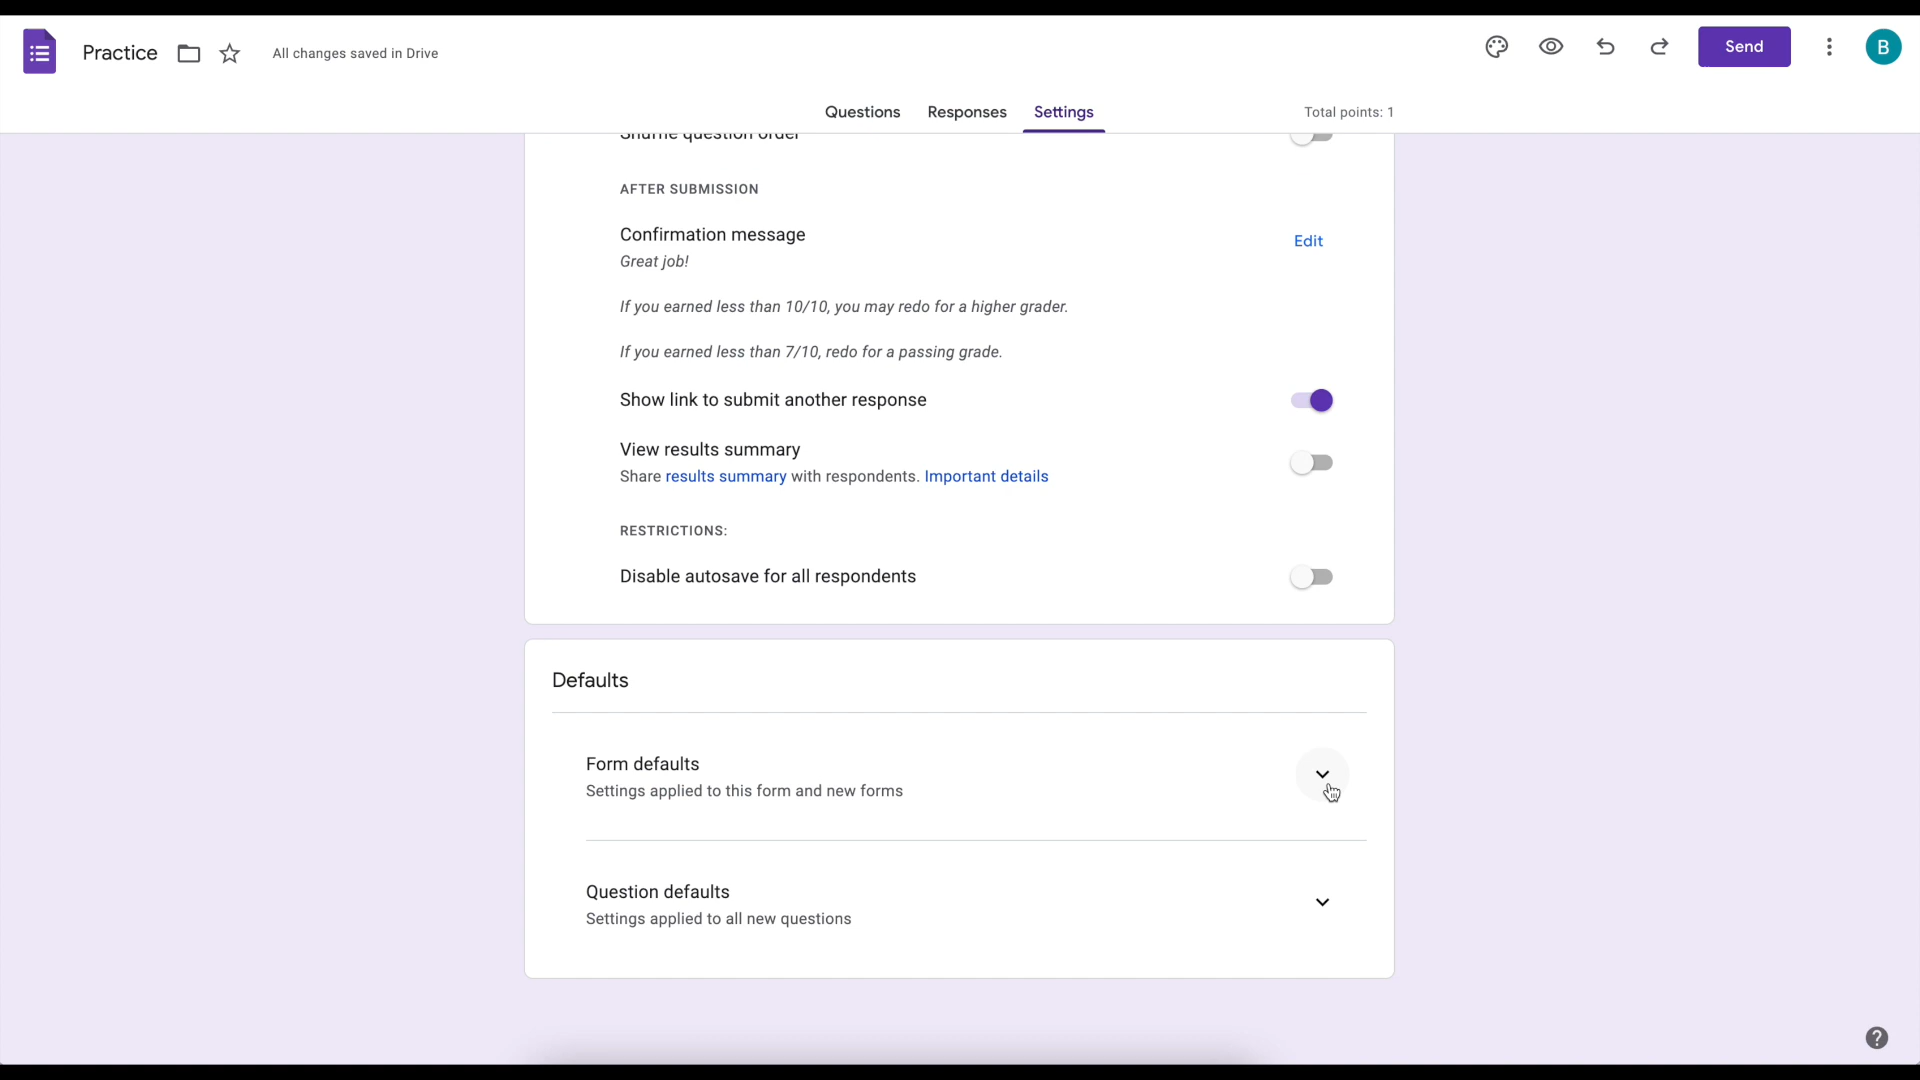 Practice
All changes saved in Drive
Send
B
Questions
Responses
Settings
Total points: 1
Shuffle question order
AFTER SUBMISSION
Confirmation message
Edit
Great job!
If you earned less than 10/10, you may redo for a higher grader.
If you earned less than 7/10, redo for a passing grade.
Show link to submit another response
View results summary
Share results summary with respondents. Important details
RESTRICTIONS:
Disable autosave for all respondents
Defaults
Form defaults
Settings applied to this form and new forms
Question defaults
Settings applied to all new questions